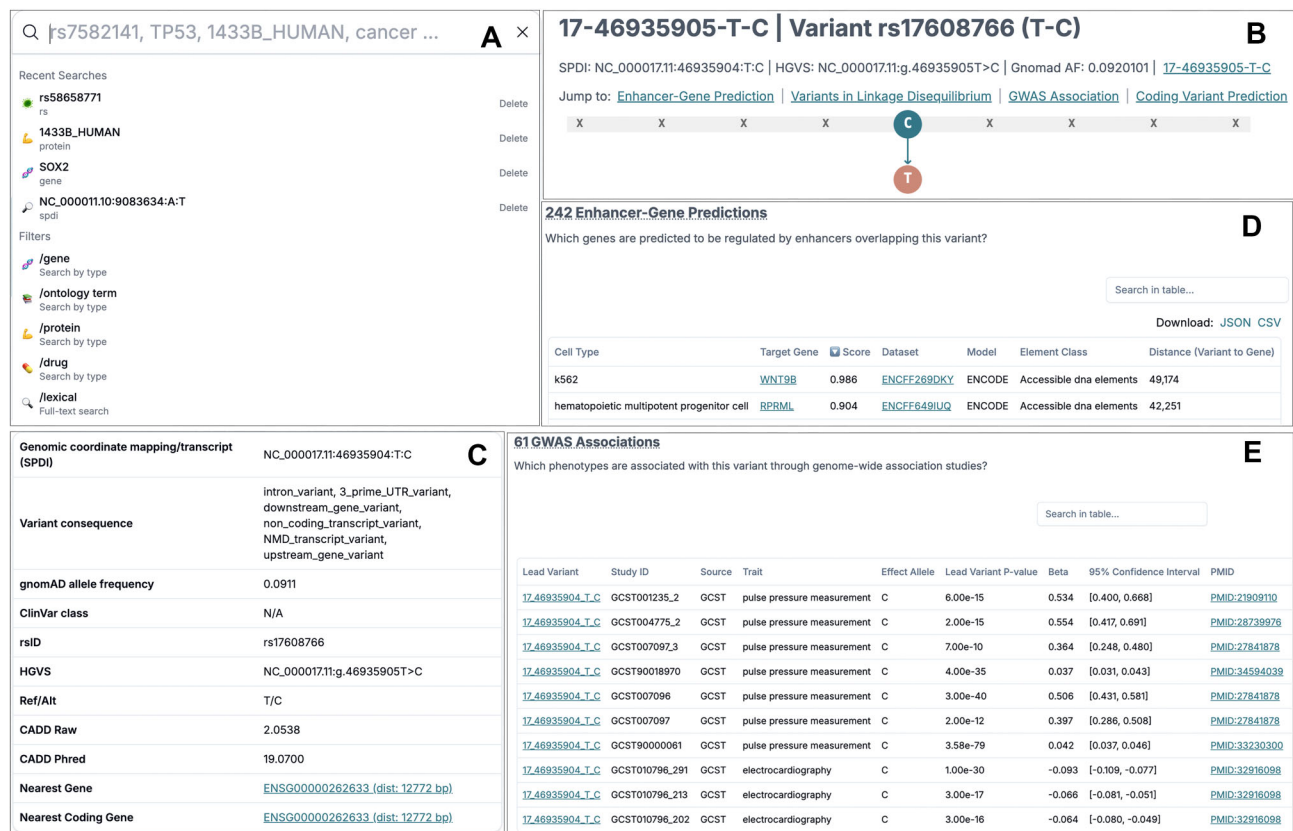 rs7582141, TP53, 1433B_HUMAN, cancer ...
A
Recent Searches
rs58658771
rs
Delete
1433B_HUMAN
protein
Delete
SOX2
gene
Delete
NC_000011.10:9083634:A:T
spdi
Delete
Filters
/gene
Search by type
/ontology term
Search by type
/protein
Search by type
/drug
Search by type
/lexical
Full-text search
17-46935905-T-C | Variant rs17608766 (T-C)
B
SPDI: NC_000017.11:46935904:T:C | HGVS: NC_000017.11:g.46935905T>C | Gnomad AF: 0.0920101 | 17-46935905-T-C
Jump to: Enhancer-Gene Prediction | Variants in Linkage Disequilibrium | GWAS Association | Coding Variant Prediction
X X X X C X X X X
T
242 Enhancer-Gene Predictions
D
Which genes are predicted to be regulated by enhancers overlapping this variant?
Search in table...
Download: JSON CSV
Cell Type Target Gene Score Dataset Model Element Class Distance (Variant to Gene)
k562 WNT9B 0.986 ENCFF269DKY ENCODE Accessible dna elements 49,174
hematopoietic multipotent progenitor cell RPRML 0.904 ENCFF649IUQ ENCODE Accessible dna elements 42,251
C
Genomic coordinate mapping/transcript
(SPDI) NC_000017.11:46935904:T:C
intron_variant, 3_prime_UTR_variant,
downstream_gene_variant,
Variant consequence non_coding_transcript_variant,
NMD_transcript_variant,
upstream_gene_variant
gnomAD allele frequency 0.0911
ClinVar class N/A
rsID rs17608766
HGVS NC_000017.11:g.46935905T>C
Ref/Alt T/C
CADD Raw 2.0538
CADD Phred 19.0700
Nearest Gene ENSG00000262633 (dist: 12772 bp)
Nearest Coding Gene ENSG00000262633 (dist: 12772 bp)
61 GWAS Associations
E
Which phenotypes are associated with this variant through genome-wide association studies?
Search in table...
Lead Variant Study ID Source Trait Effect Allele Lead Variant P-value Beta 95% Confidence Interval PMID
17_46935904_T_C GCST001235_2 GCST pulse pressure measurement C 6.00e-15 0.534 [0.400, 0.668] PMID:21909110
17_46935904_T_C GCST004775_2 GCST pulse pressure measurement C 2.00e-15 0.554 [0.417, 0.691] PMID:28739976
17_46935904_T_C GCST007097_3 GCST pulse pressure measurement C 7.00e-10 0.364 [0.248, 0.480] PMID:27841878
17_46935904_T_C GCST90018970 GCST pulse pressure measurement C 4.00e-35 0.037 [0.031, 0.043] PMID:34594039
17_46935904_T_C GCST007096 GCST pulse pressure measurement C 3.00e-40 0.506 [0.431, 0.581] PMID:27841878
17_46935904_T_C GCST007097 GCST pulse pressure measurement C 2.00e-12 0.397 [0.286, 0.508] PMID:27841878
17_46935904_T_C GCST90000061 GCST pulse pressure measurement C 3.58e-79 0.042 [0.037, 0.046] PMID:33230300
17_46935904_T_C GCST010796_291 GCST electrocardiography C 1.00e-30 -0.093 [-0.109, -0.077] PMID:32916098
17_46935904_T_C GCST010796_213 GCST electrocardiography C 3.00e-17 -0.066 [-0.081, -0.051] PMID:32916098
17_46935904_T_C GCST010796_202 GCST electrocardiography C 3.00e-16 -0.064 [-0.080, -0.049] PMID:32916098